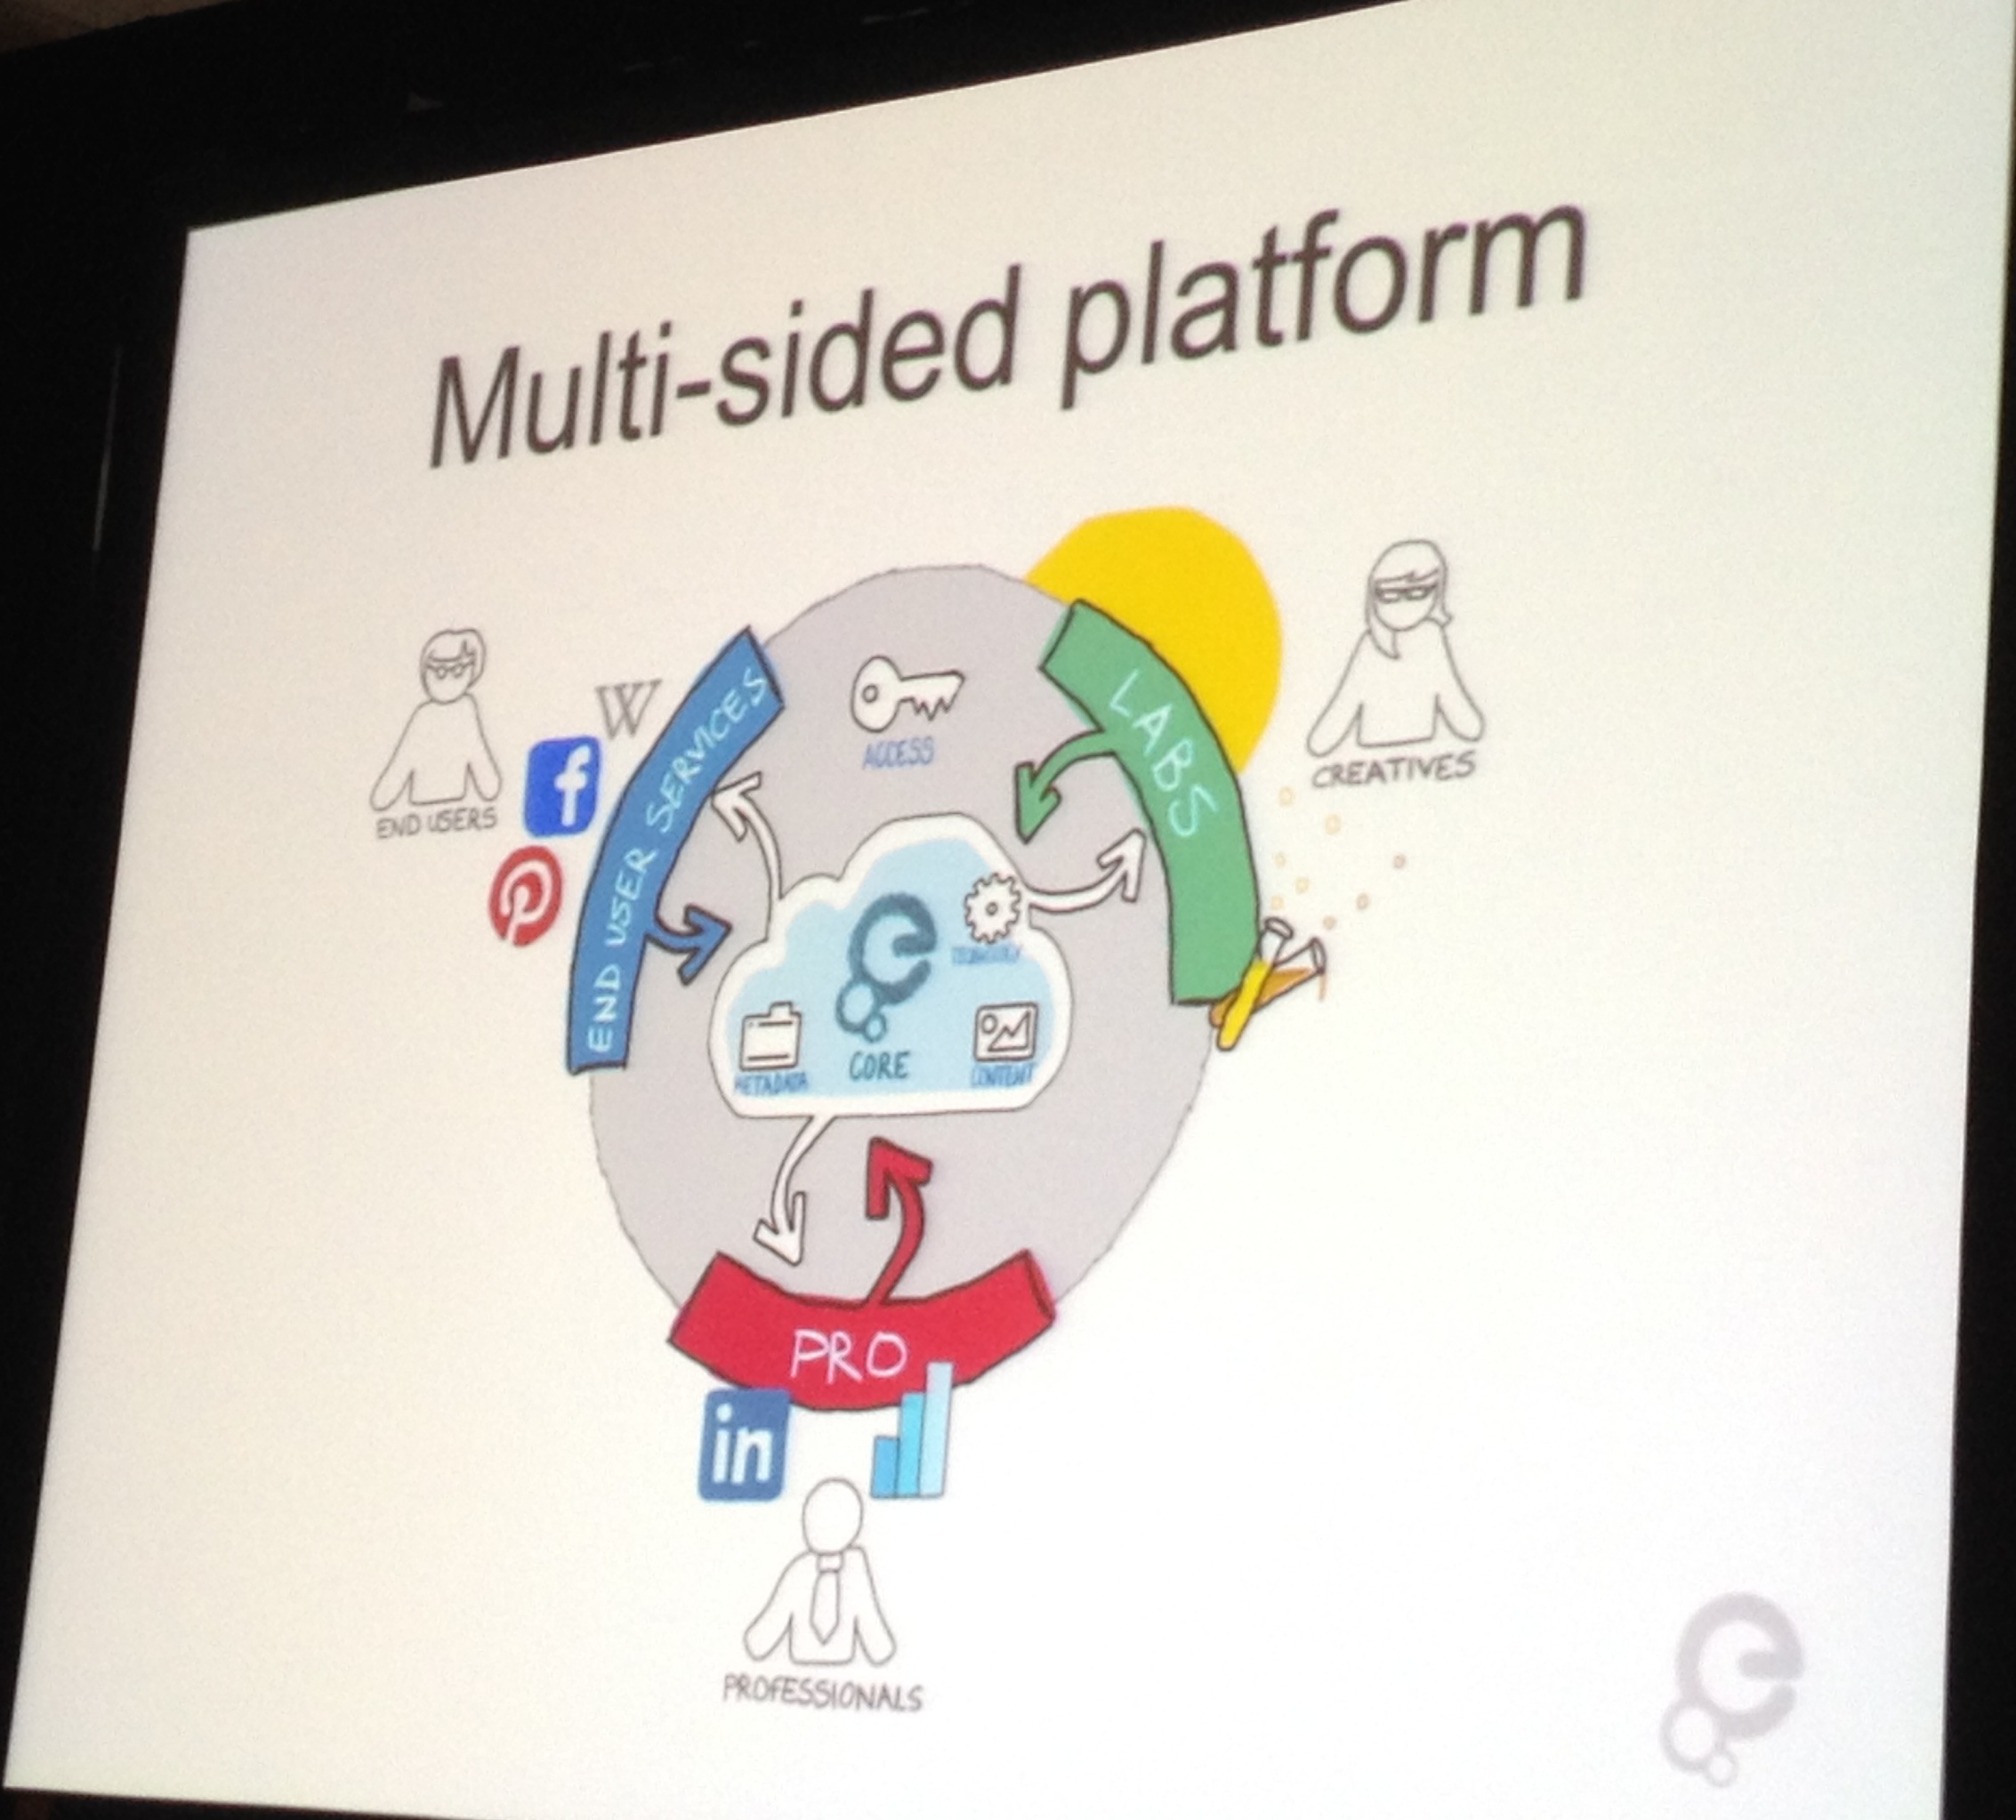 Multi-sided platform
END USERS
W
f
END USER SERVICES
ACCESS
LABS
CREATIVES
TECHNOLOGY
METADATA
CORE
CONTENT
PRO
in
PROFESSIONALS